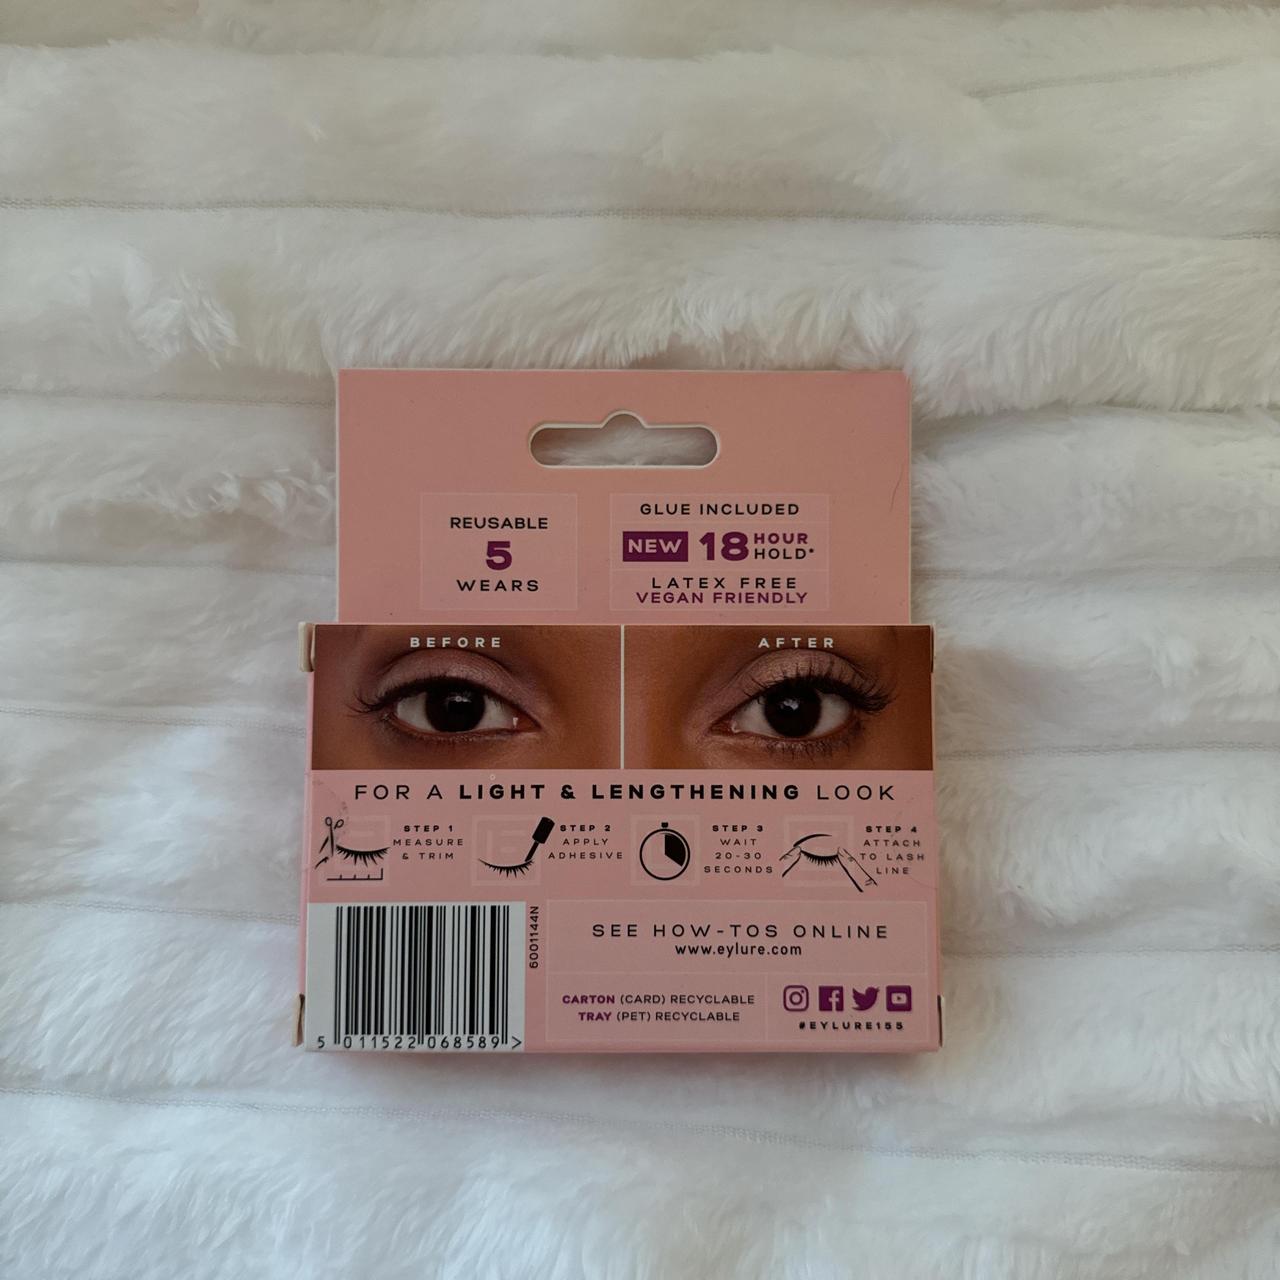 REUSABLE
5
WEARS
GLUE INCLUDED
NEW 18 HOUR
HOLD*
LATEX FREE
VEGAN FRIENDLY
BEFORE
AFTER
FOR A LIGHT & LENGTHENING LOOK
STEP 1
MEASURE
& TRIM
STEP 2
APPLY
ADHESIVE
STEP 3
WAIT
20-30
SECONDS
STEP 4
ATTACH
TO LASH
LINE
5 011522 068589 >
6001144N
SEE HOW-TOS ONLINE
www.eylure.com
CARTON (CARD) RECYCLABLE
TRAY (PET) RECYCLABLE
#EYLURE155